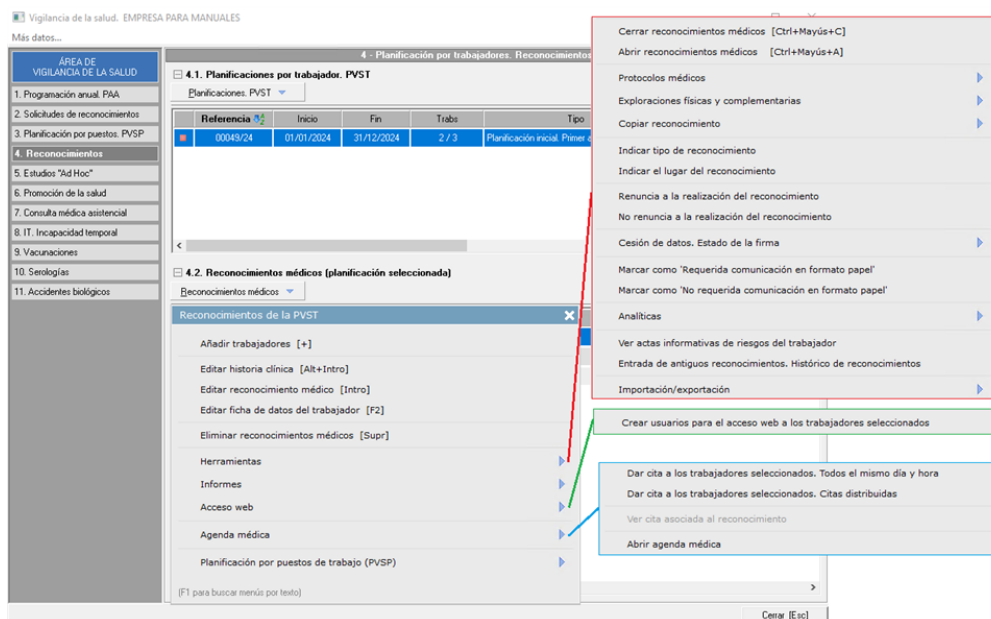 Vigilancia de la salud. EMPRESA PARA MANUALES
Más datos...
ÁREA DE
VIGILANCIA DE LA SALUD
1. Programación anual. PAA
2. Solicitudes de reconocimientos
3. Planificación por puestos. PVSP
4. Reconocimientos
5. Estudios "Ad Hoc"
6. Promoción de la salud
7. Consulta médica asistencial
8. IT. Incapacidad temporal
9. Vacunaciones
10. Serologías
11. Accidentes biológicos
4 - Planificación por trabajadores. Reconocimientos
4.1. Planificaciones por trabajador. PVST
Planificaciones. PVST
Referencia Inicio Fin Trabs Tipo
00049/24 01/01/2024 31/12/2024 2 / 3 Planificación inicial. Primer
4.2. Reconocimientos médicos (planificación seleccionada)
Reconocimientos médicos
Reconocimientos de la PVST
Añadir trabajadores [+]
Editar historia clínica [Alt+Intro]
Editar reconocimiento médico [Intro]
Editar ficha de datos del trabajador [F2]
Eliminar reconocimientos médicos [Supr]
Herramientas
Informes
Acceso web
Agenda médica
Planificación por puestos de trabajo (PVSP)
(F1 para buscar menús por texto)
Cerrar reconocimientos médicos [Ctrl+Mayús+C]
Abrir reconocimientos médicos [Ctrl+Mayús+A]
Protocolos médicos
Exploraciones físicas y complementarias
Copiar reconocimiento
Indicar tipo de reconocimiento
Indicar el lugar del reconocimiento
Renuncia a la realización del reconocimiento
No renuncia a la realización del reconocimiento
Cesión de datos. Estado de la firma
Marcar como 'Requerida comunicación en formato papel'
Marcar como 'No requerida comunicación en formato papel'
Analíticas
Ver actas informativas de riesgos del trabajador
Entrada de antiguos reconocimientos. Histórico de reconocimientos
Importación/exportación
Crear usuarios para el acceso web a los trabajadores seleccionados
Dar cita a los trabajadores seleccionados. Todos el mismo día y hora
Dar cita a los trabajadores seleccionados. Citas distribuidas
Ver cita asociada al reconocimiento
Abrir agenda médica
Cerrar [Esc]